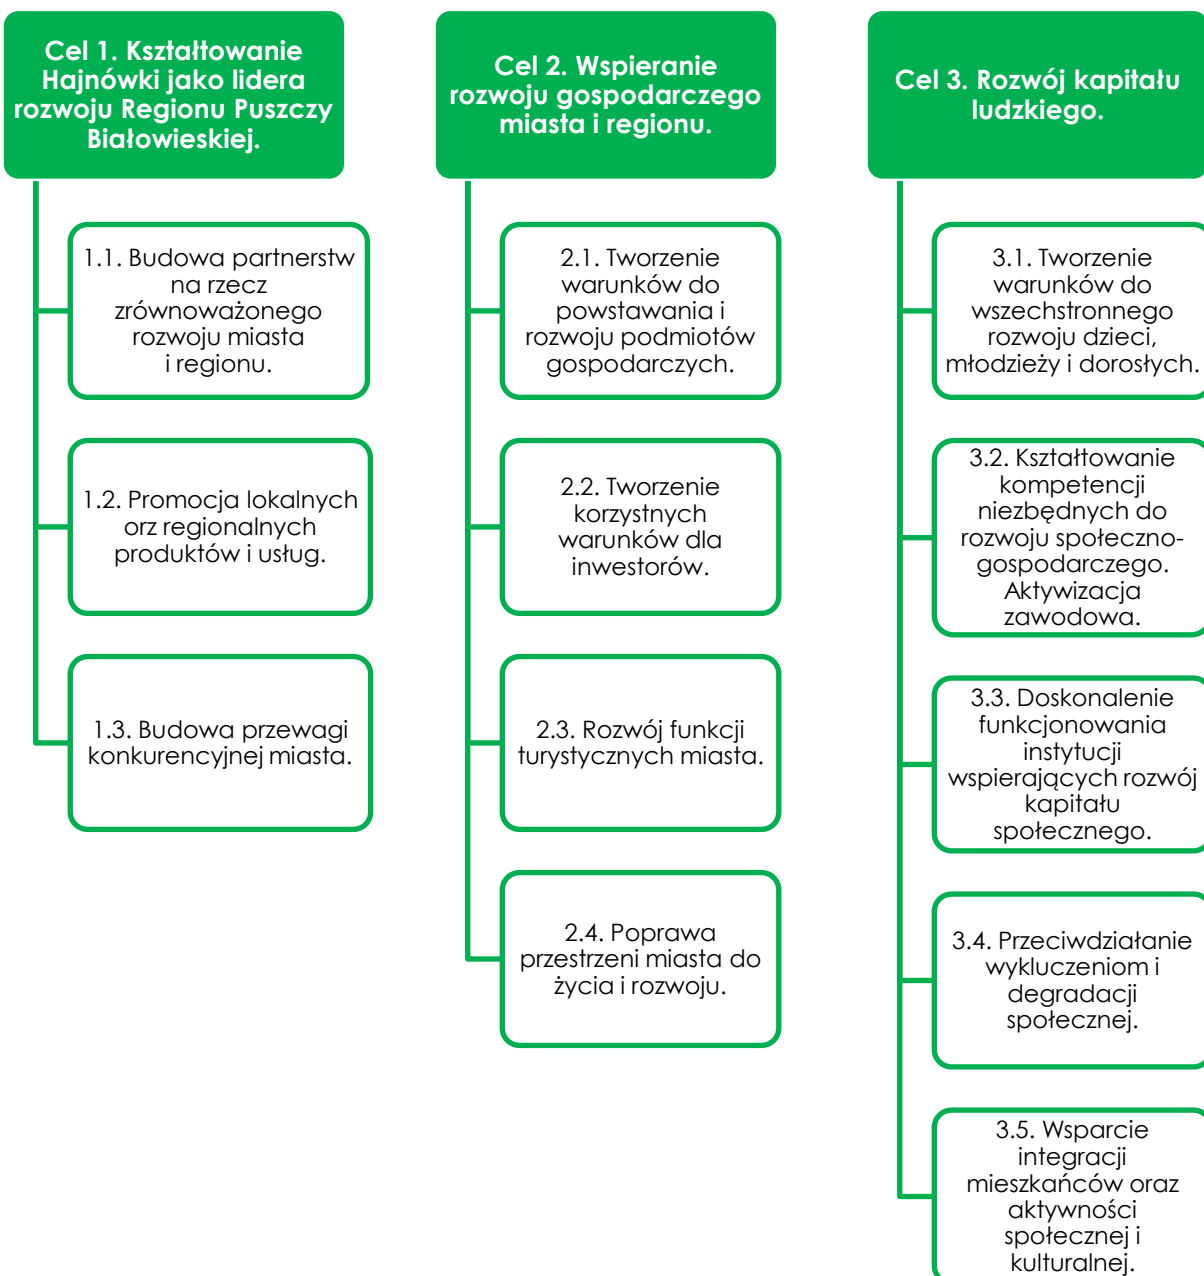 Cel 1. Kształtowanie
Hajnówki jako lidera
rozwoju Regionu Puszczy
Białowieskiej.
1.1. Budowa partnerstw
na rzecz
zrównoważonego
rozwoju miasta
i regionu.
1.2. Promocja lokalnych
orz regionalnych
produktów i usług.
1.3. Budowa przewagi
konkurencyjnej miasta.
Cel 2. Wspieranie
rozwoju gospodarczego
miasta i regionu.
2.1. Tworzenie
warunków do
powstawania i
rozwoju podmiotów
gospodarczych.
2.2. Tworzenie
korzystnych
warunków dla
inwestorów.
2.3. Rozwój funkcji
turystycznych miasta.
2.4. Poprawa
przestrzeni miasta do
życia i rozwoju.
Cel 3. Rozwój kapitału
ludzkiego.
3.1. Tworzenie
warunków do
wszechstronnego
rozwoju dzieci,
młodzieży i dorosłych.
3.2. Kształtowanie
kompetencji
niezbędnych do
rozwoju społeczno-
gospodarczego.
Aktywizacja
zawodowa.
3.3. Doskonalenie
funkcjonowania
instytucji
wspierających rozwój
kapitału
społecznego.
3.4. Przeciwdziałanie
wykluczeniom i
degradacji
społecznej.
3.5. Wsparcie
integracji
mieszkańców oraz
aktywności
społecznej i
kulturalnej.